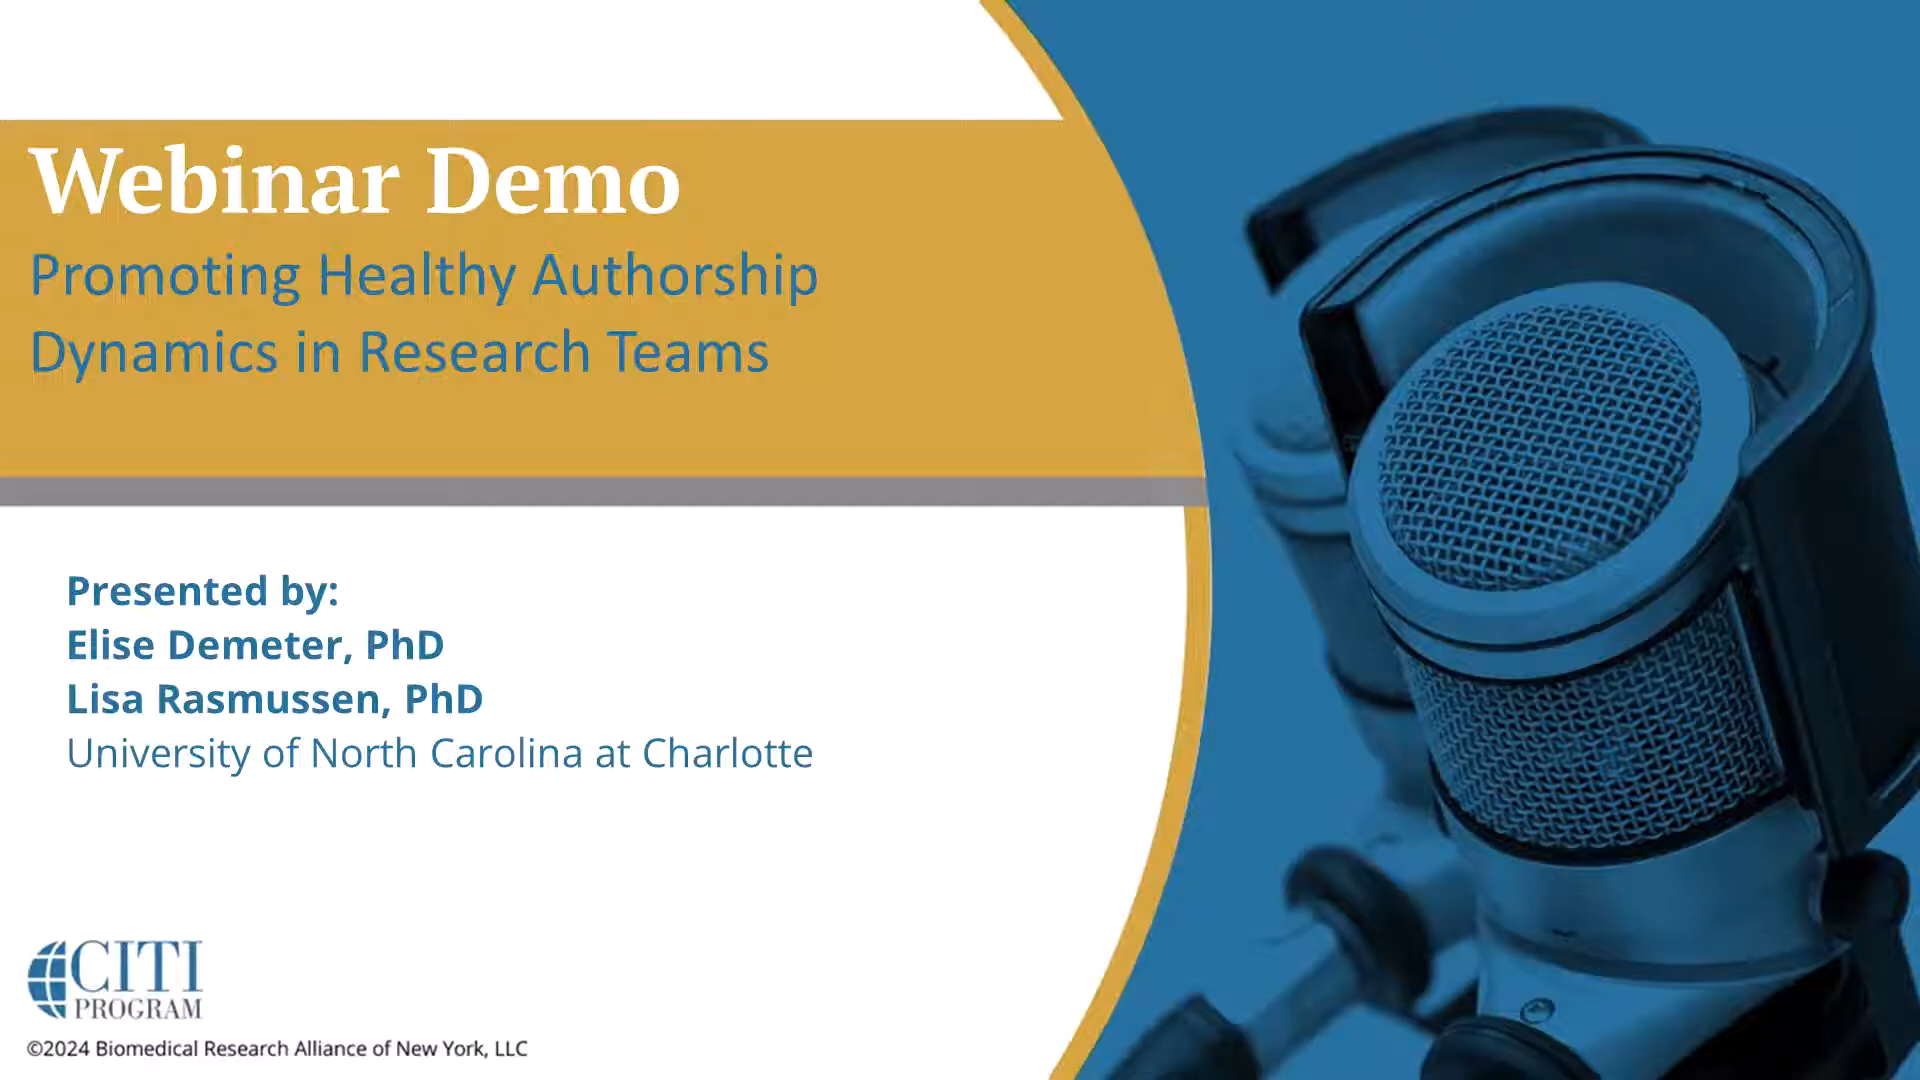 Webinar Demo
Promoting Healthy Authorship
Dynamics in Research Teams
Presented by:
Elise Demeter, PhD
Lisa Rasmussen, PhD
University of North Carolina at Charlotte
CITI
PROGRAM
©2024 Biomedical Research Alliance of New York, LLC